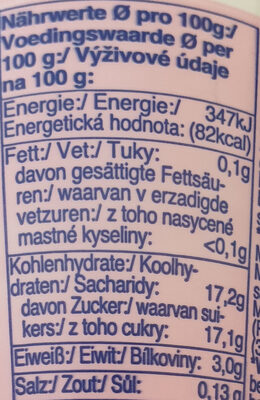 Nährwerte Ø pro 100g:/
Voedingswaarde Ø per
100 g:/ Výživové údaje
na 100 g:
Energie:/ Energie:/ 347kJ
Energetická hodnota: (82kcal)
Fett:/ Vet:/ Tuky: 0,1g
davon gesättigte Fettsäu-
ren:/ waarvan v erzadigde
vetzuren:/ z toho nasycené
mastné kyseliny: <0,1g
Kohlenhydrate:/ Koolhy-
draten:/ Sacharidy: 17,2g
davon Zucker:/ waarvan sui-
kers:/ z toho cukry: 17,1g
Eiweiß:/ Eiwit:/ Bílkoviny: 3,0g
Salz:/ Zout:/ Sůl: 0,13 g